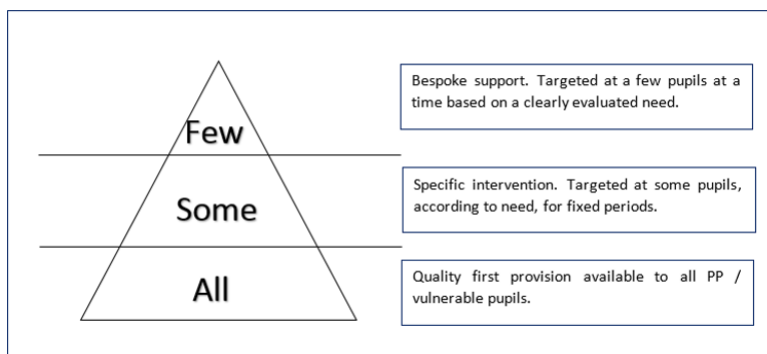 Few
Bespoke support. Targeted at a few pupils at a
time based on a clearly evaluated need.
Some
Specific intervention. Targeted at some pupils,
according to need, for fixed periods.
All
Quality first provision available to all PP /
vulnerable pupils.